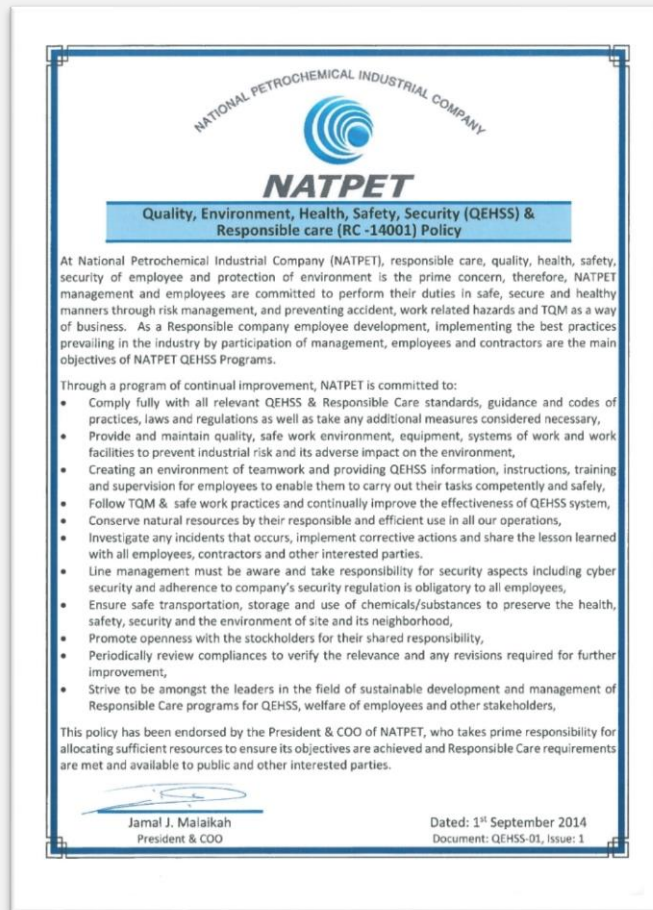 NATIONAL PETROCHEMICAL INDUSTRIAL COMPANY
NATPET
Quality, Environment, Health, Safety, Security (QEHSS) &
Responsible care (RC -14001) Policy
At National Petrochemical Industrial Company (NATPET), responsible care, quality, health, safety,
security of employee and protection of environment is the prime concern, therefore, NATPET
management and employees are committed to perform their duties in safe, secure and healthy
manners through risk management, and preventing accident, work related hazards and TQM as a way
of business. As a Responsible company employee development, implementing the best practices
prevailing in the industry by participation of management, employees and contractors are the main
objectives of NATPET QEHSS Programs.
Through a program of continual improvement, NATPET is committed to:
• Comply fully with all relevant QEHSS & Responsible Care standards, guidance and codes of
practices, laws and regulations as well as take any additional measures considered necessary,
• Provide and maintain quality, safe work environment, equipment, systems of work and work
facilities to prevent industrial risk and its adverse impact on the environment,
• Creating an environment of teamwork and providing QEHSS information, instructions, training
and supervision for employees to enable them to carry out their tasks competently and safely,
• Follow TQM & safe work practices and continually improve the effectiveness of QEHSS system,
• Conserve natural resources by their responsible and efficient use in all our operations,
• Investigate any incidents that occurs, implement corrective actions and share the lesson learned
with all employees, contractors and other interested parties.
• Line management must be aware and take responsibility for security aspects including cyber
security and adherence to company's security regulation is obligatory to all employees,
• Ensure safe transportation, storage and use of chemicals/substances to preserve the health,
safety, security and the environment of site and its neighborhood,
• Promote openness with the stockholders for their shared responsibility,
• Periodically review compliances to verify the relevance and any revisions required for further
improvement,
• Strive to be amongst the leaders in the field of sustainable development and management of
Responsible Care programs for QEHSS, welfare of employees and other stakeholders,
This policy has been endorsed by the President & COO of NATPET, who takes prime responsibility for
allocating sufficient resources to ensure its objectives are achieved and Responsible Care requirements
are met and available to public and other interested parties.
Jamal J. Malaikah
President & COO
Dated: 1st September 2014
Document: QEHSS-01, Issue: 1